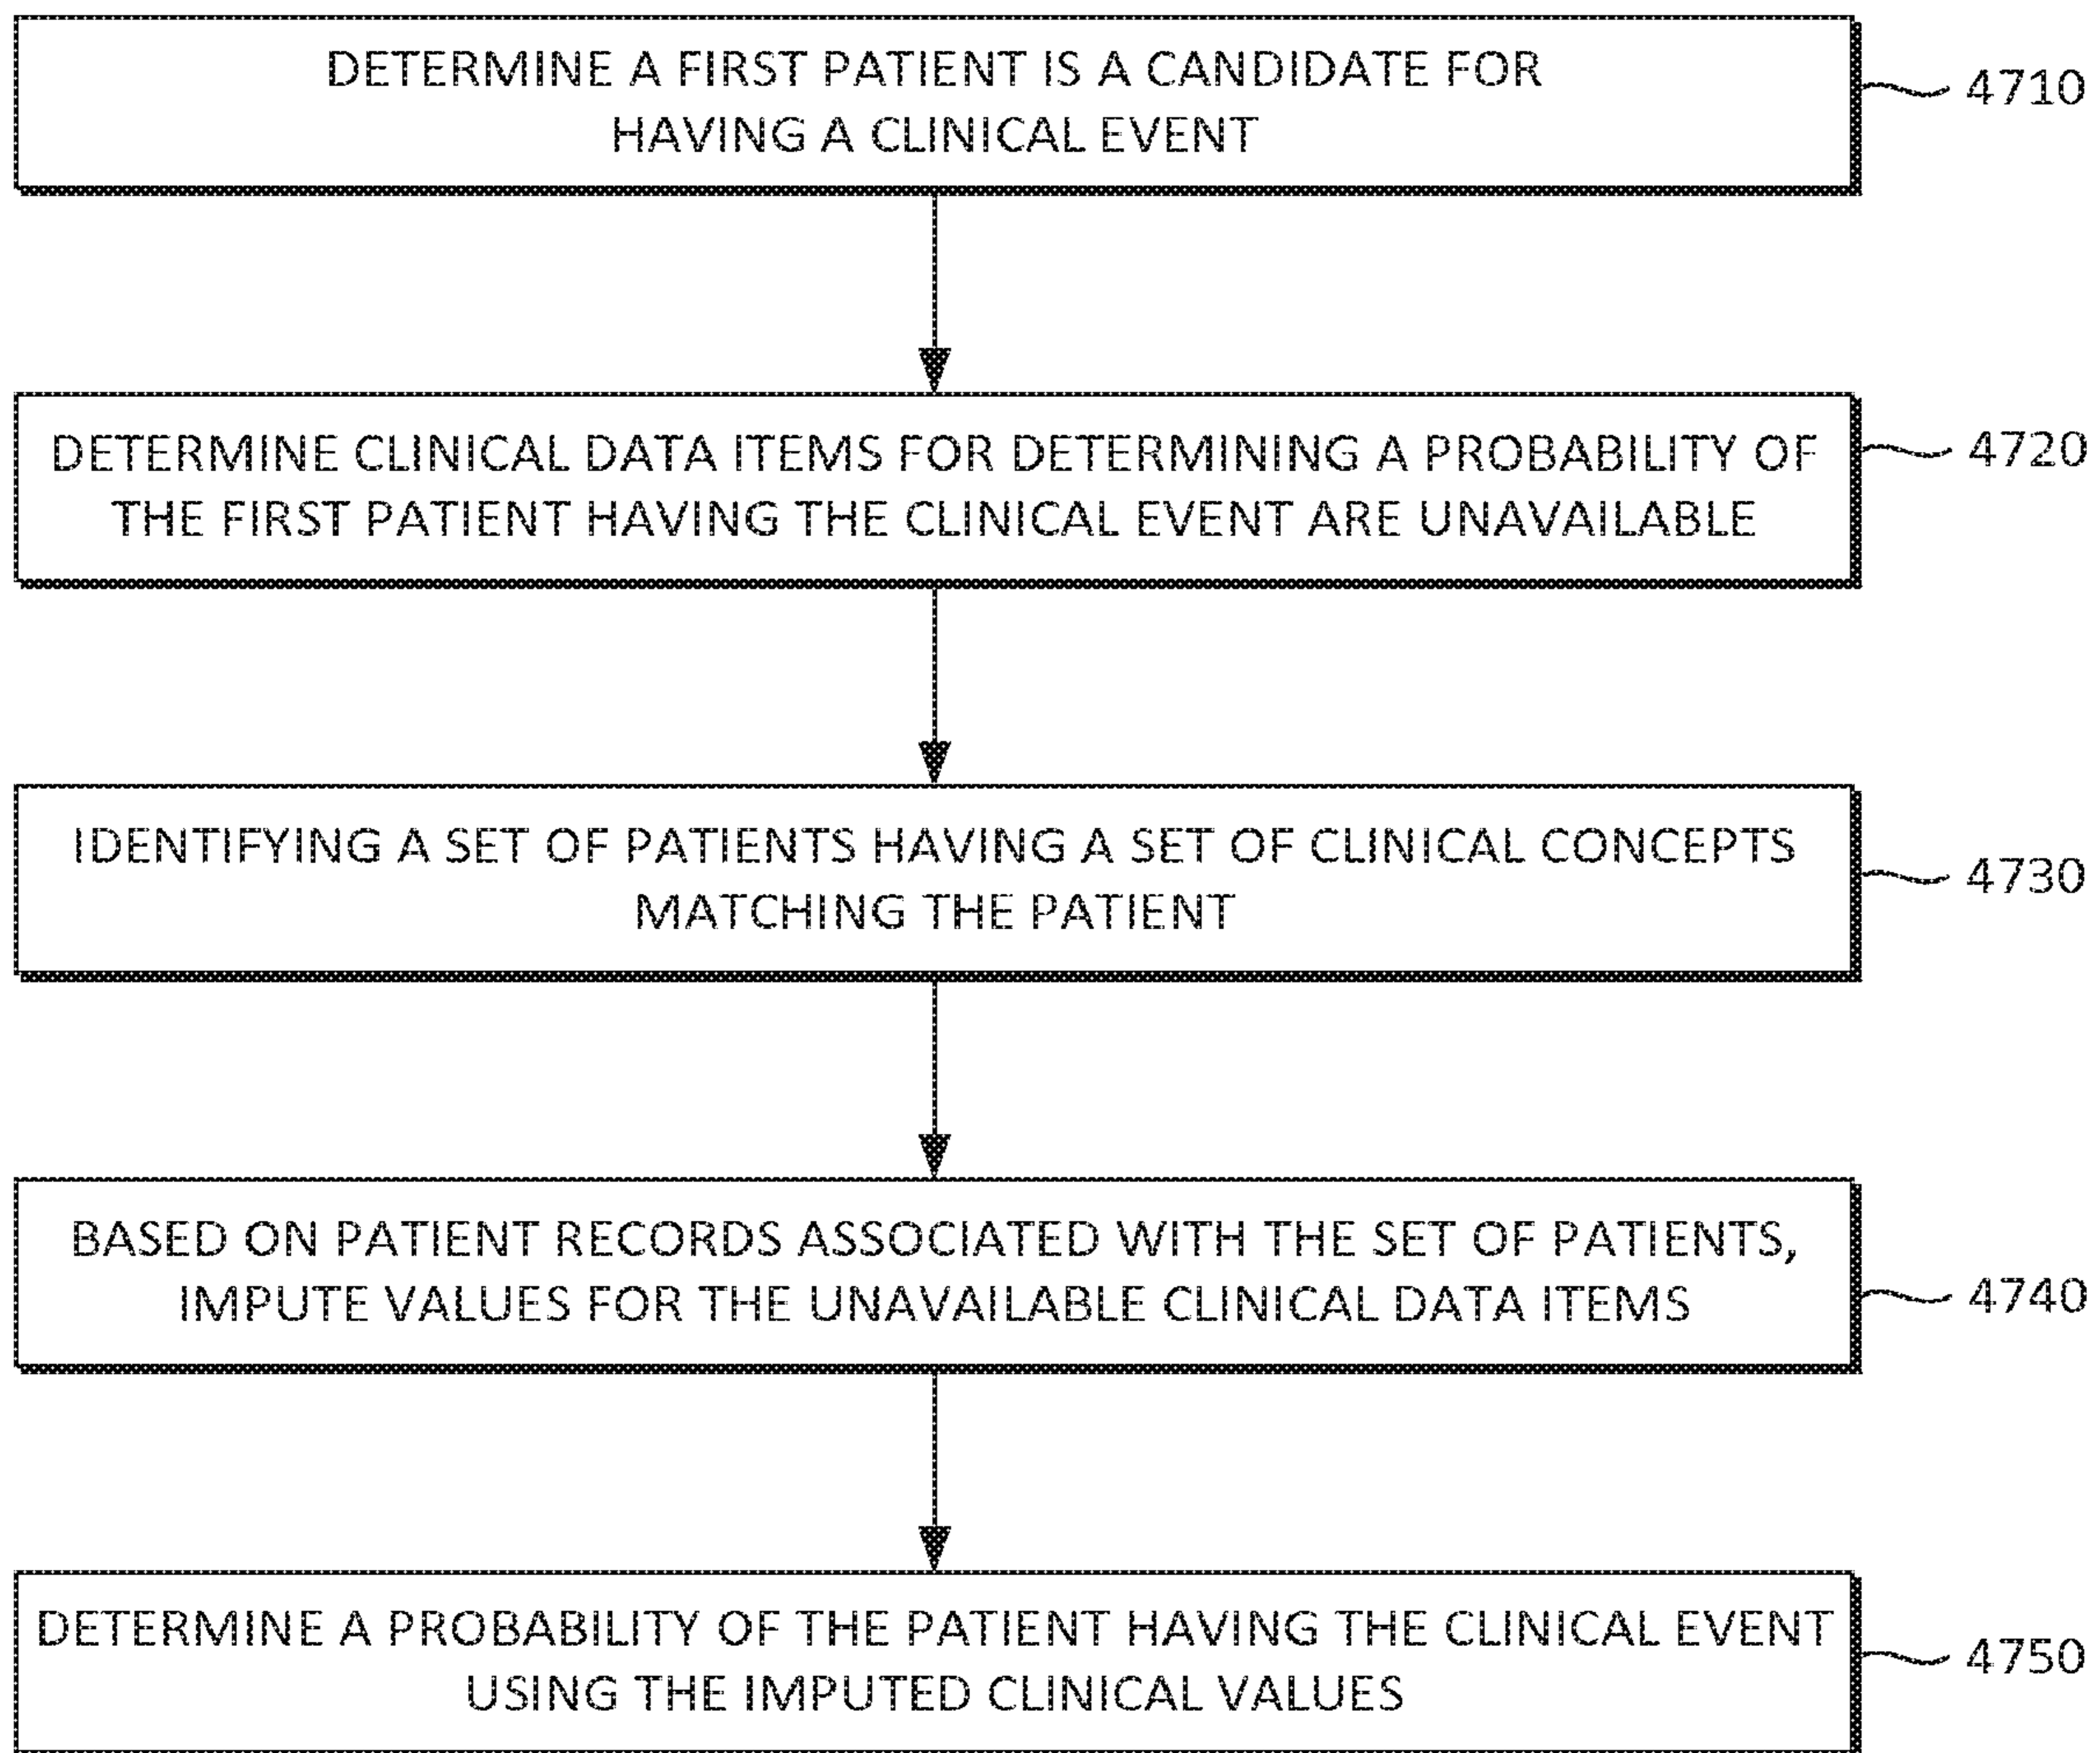 DETERMINE A FIRST PATIENT IS A CANDIDATE FOR
HAVING A CLINICAL EVENT
4710
DETERMINE CLINICAL DATA ITEMS FOR DETERMINING A PROBABILITY OF
THE FIRST PATIENT HAVING THE CLINICAL EVENT ARE UNAVAILABLE
4720
IDENTIFYING A SET OF PATIENTS HAVING A SET OF CLINICAL CONCEPTS
MATCHING THE PATIENT
4730
BASED ON PATIENT RECORDS ASSOCIATED WITH THE SET OF PATIENTS,
IMPUTE VALUES FOR THE UNAVAILABLE CLINICAL DATA ITEMS
4740
DETERMINE A PROBABILITY OF THE PATIENT HAVING THE CLINICAL EVENT
USING THE IMPUTED CLINICAL VALUES
4750